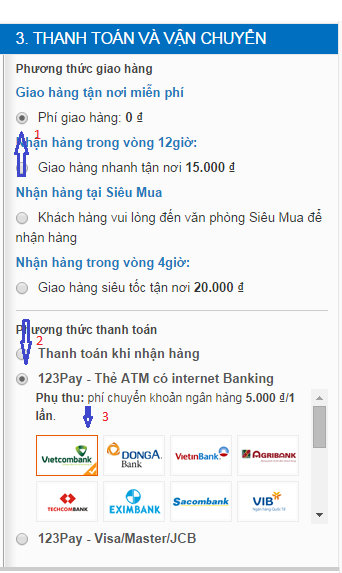 3. THANH TOÁN VÀ VẬN CHUYỂN
Phương thức giao hàng
Giao hàng tận nơi miễn phí
Phí giao hàng: 0 ₫
1
Nhận hàng trong vòng 12giờ:
Giao hàng nhanh tận nơi 15.000 ₫
Nhận hàng tại Siêu Mua
Khách hàng vui lòng đến văn phòng Siêu Mua để
nhận hàng
Nhận hàng trong vòng 4giờ:
Giao hàng siêu tốc tận nơi 20.000 ₫
Phương thức thanh toán
2
Thanh toán khi nhận hàng
123Pay - Thẻ ATM có internet Banking
Phụ thu: phí chuyển khoản ngân hàng 5.000 ₫/1
lần.
3
Vietcombank
DONGA Bank
VietinBank
AGRIBANK
TECHCOMBANK
EXIMBANK
Sacombank
VIB
123Pay - Visa/Master/JCB